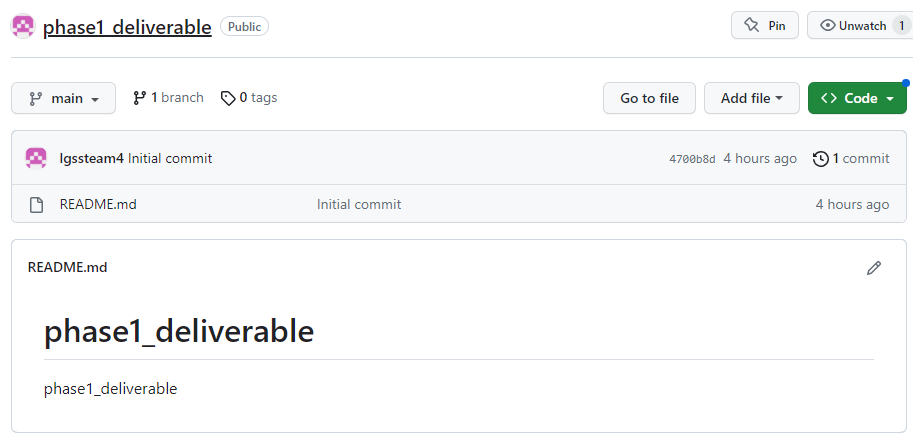 phase1_deliverable Public Pin Unwatch 1
main 1 branch 0 tags Go to file Add file Code
lgssteam4 Initial commit 4700b8d 4 hours ago 1 commit
README.md Initial commit 4 hours ago
README.md
phase1_deliverable
phase1_deliverable